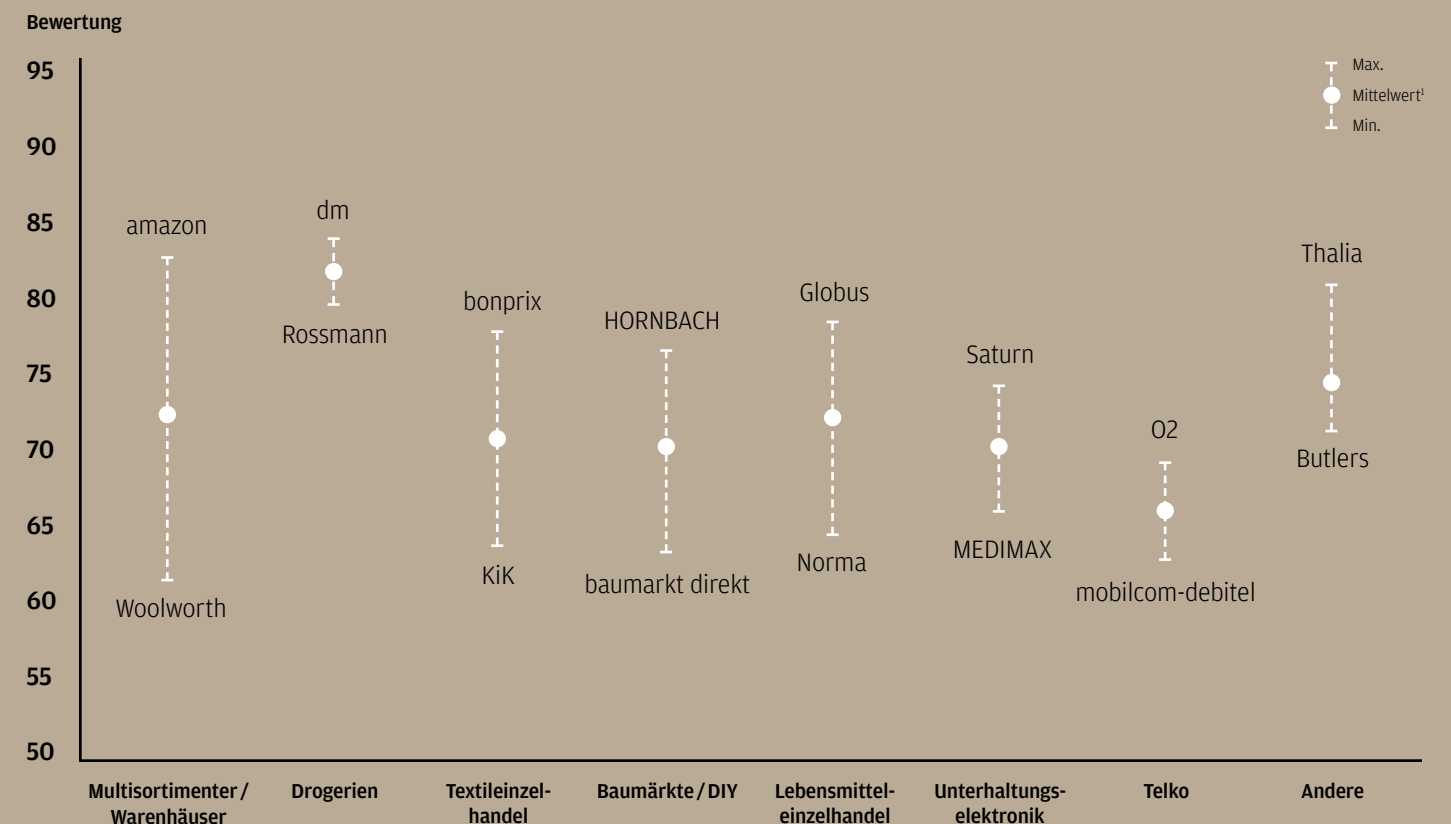 Bewertung
95
90
85
80
75
70
65
60
55
50
Max.
Mittelwert¹
Min.
amazon
Woolworth
dm
Rossmann
bonprix
KiK
HORNBACH
baumarkt direkt
Globus
Norma
Saturn
MEDIMAX
O2
mobilcom-debitel
Thalia
Butlers
Multisortimenter /
Warenhäuser
Drogerien
Textileinzel-
handel
Baumärkte / DIY
Lebensmittel-
einzelhandel
Unterhaltungs-
elektronik
Telko
Andere